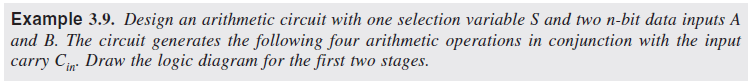 Example 3.9. Design an arithmetic circuit with one selection variable S and two n-bit data inputs A
and B. The circuit generates the following four arithmetic operations in conjunction with the input
carry Cin. Draw the logic diagram for the first two stages.